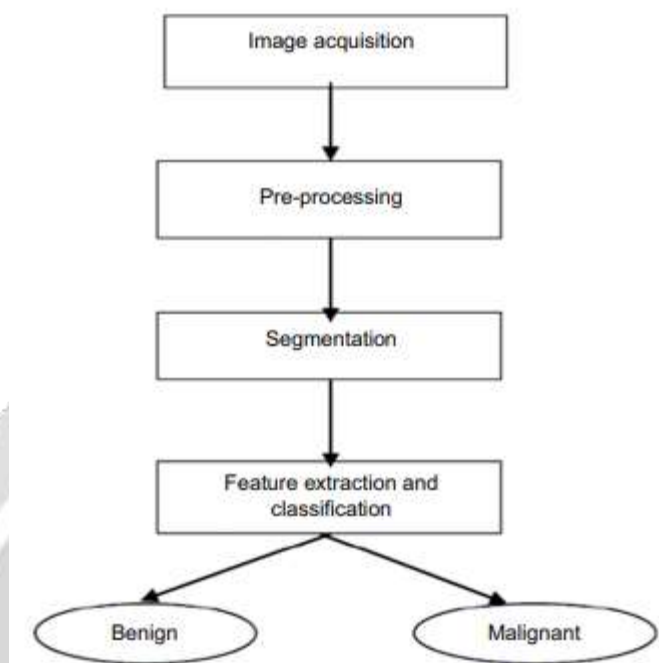 Image acquisition
Pre-processing
Segmentation
Feature extraction and
classification
Benign
Malignant